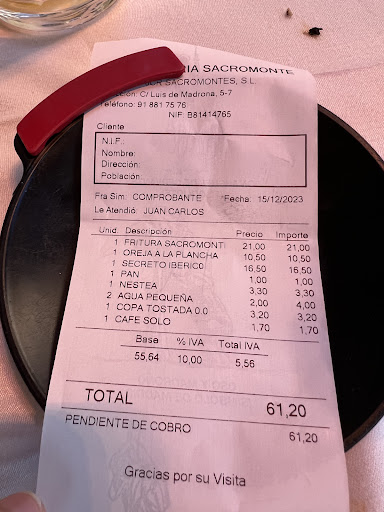 RIA SACROMONTE
SACROMONTES, S.L.
C/ Luis de Madrona, 5-7
Teléfono: 91 881 75 76
NIF: B81414765
Cliente
N.I.F.:
Nombre:
Dirección:
Población:
Fra Sim: COMPROBANTE Fecha: 15/12/2023
Le Atendió: JUAN CARLOS
Unid. Descripción Precio Importe
1 FRITURA SACROMONTI 21,00 21,00
1 OREJA A LA PLANCHA 10,50 10,50
1 SECRETO IBERICO 16,50 16,50
1 PAN 1,00 1,00
1 NESTEA 3,30 3,30
2 AGUA PEQUEÑA 2,00 4,00
1 COPA TOSTADA 0.0 3,20 3,20
1 CAFE SOLO 1,70 1,70
Base % IVA Total IVA
55,64 10,00 5,56
TOTAL 61,20
PENDIENTE DE COBRO 61,20
Gracias por su Visita